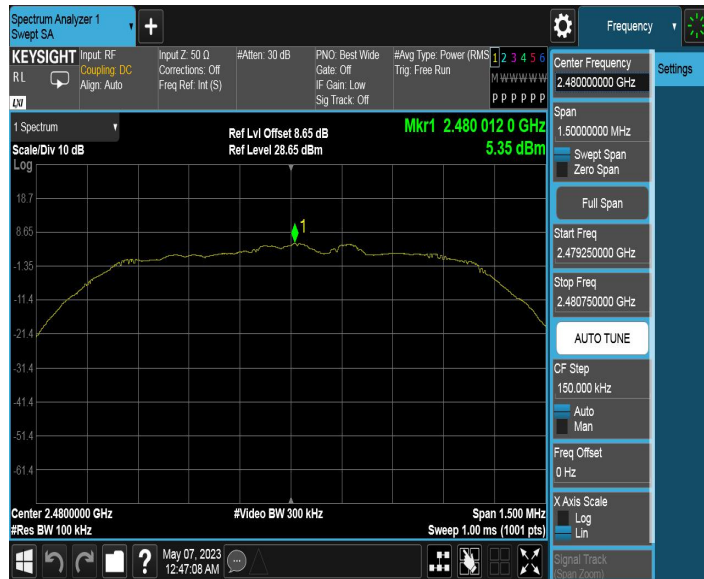 Spectrum Analyzer 1
Swept SA
+
Frequency
KEYSIGHT
RL
LXI
Input: RF
Coupling: DC
Align: Auto
Input Z: 50 Ω
Corrections: Off
Freq Ref: Int (S)
#Atten: 30 dB
PNO: Best Wide
Gate: Off
IF Gain: Low
Sig Track: Off
#Avg Type: Power (RMS
Trig: Free Run
1 2 3 4 5 6
M W W W W W
P P P P P P
Center Frequency
2.480000000 GHz
Settings
Span
1.50000000 MHz
Swept Span
Zero Span
Full Span
Start Freq
2.479250000 GHz
Stop Freq
2.480750000 GHz
AUTO TUNE
CF Step
150.000 kHz
Auto
Man
Freq Offset
0 Hz
X Axis Scale
Log
Lin
Signal Track
(Span Zoom)
1 Spectrum
Scale/Div 10 dB
Log
Ref Lvl Offset 8.65 dB
Ref Level 28.65 dBm
Mkr1 2.480 012 0 GHz
5.35 dBm
1
18.7
8.65
-1.35
-11.4
-21.4
-31.4
-41.4
-51.4
-61.4
Center 2.4800000 GHz
#Res BW 100 kHz
#Video BW 300 kHz
Span 1.500 MHz
Sweep 1.00 ms (1001 pts)
?
May 07, 2023
12:47:08 AM